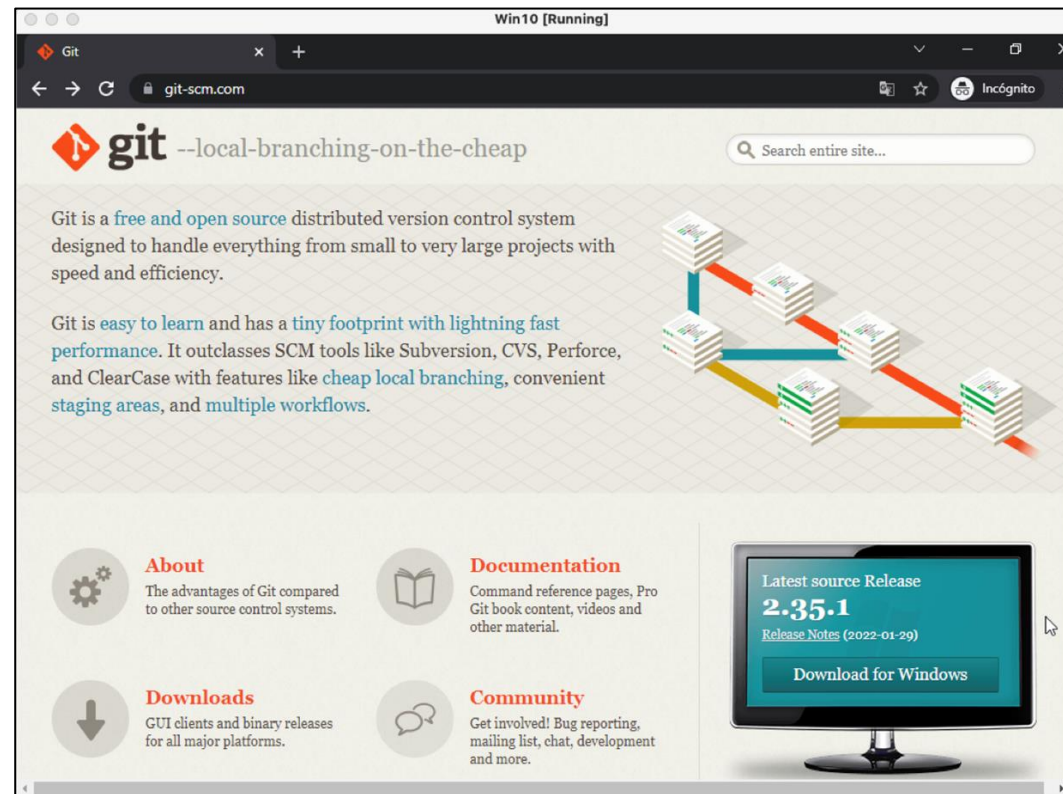 Win10 [Running]
Git
git-scm.com
Incógnito
git --local-branching-on-the-cheap
Search entire site...
Git is a free and open source distributed version control system
designed to handle everything from small to very large projects with
speed and efficiency.
Git is easy to learn and has a tiny footprint with lightning fast
performance. It outclasses SCM tools like Subversion, CVS, Perforce,
and ClearCase with features like cheap local branching, convenient
staging areas, and multiple workflows.
About
The advantages of Git compared
to other source control systems.
Documentation
Command reference pages, Pro
Git book content, videos and
other material.
Downloads
GUI clients and binary releases
for all major platforms.
Community
Get involved! Bug reporting,
mailing list, chat, development
and more.
Latest source Release
2.35.1
Release Notes (2022-01-29)
Download for Windows